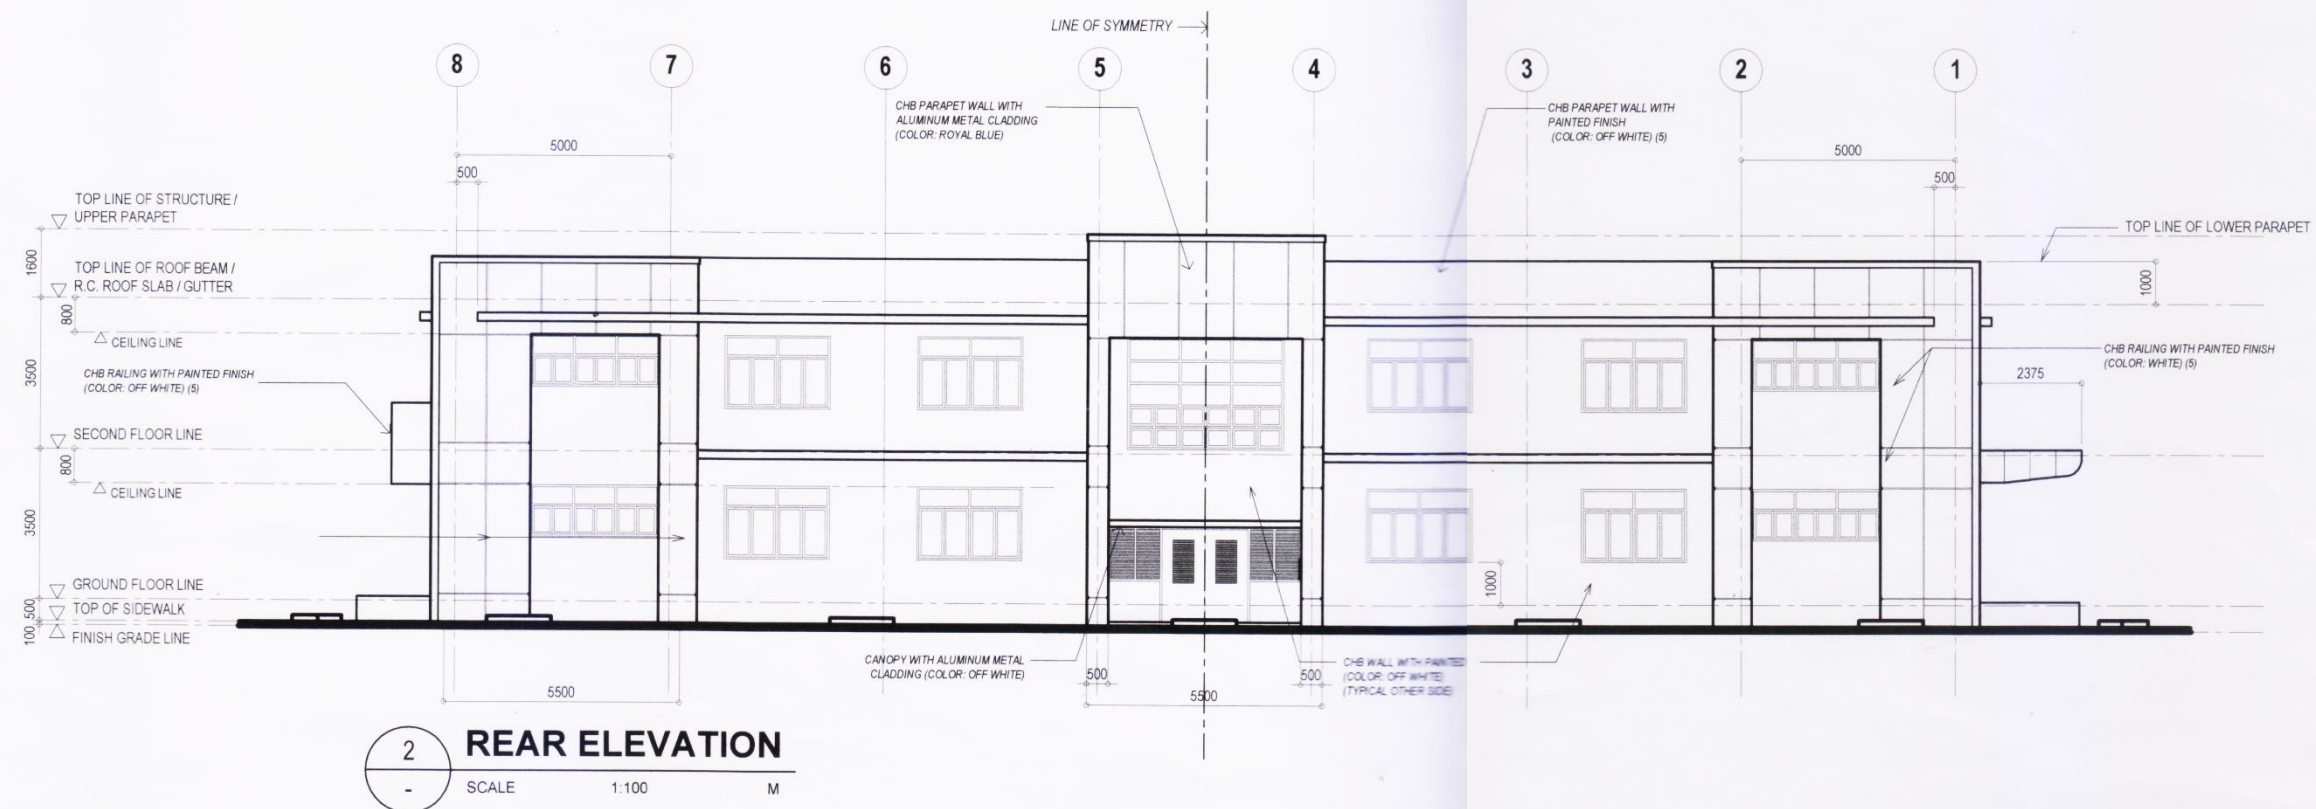 LINE OF SYMMETRY
8
7
6
5
4
3
2
1
CHB PARAPET WALL WITH
ALUMINUM METAL CLADDING
(COLOR: ROYAL BLUE)
CHB PARAPET WALL WITH
PAINTED FINISH
(COLOR: OFF WHITE) (5)
5000
500
5000
500
TOP LINE OF STRUCTURE /
UPPER PARAPET
TOP LINE OF LOWER PARAPET
1600
1000
TOP LINE OF ROOF BEAM /
R.C. ROOF SLAB / GUTTER
800
CEILING LINE
3500
CHB RAILING WITH PAINTED FINISH
(COLOR: OFF WHITE) (5)
CHB RAILING WITH PAINTED FINISH
(COLOR: WHITE) (5)
2375
SECOND FLOOR LINE
800
CEILING LINE
3500
1000
GROUND FLOOR LINE
500
TOP OF SIDEWALK
100
FINISH GRADE LINE
CANOPY WITH ALUMINUM METAL
CLADDING (COLOR: OFF WHITE)
500
500
5500
CHB WALL WITH PAINTED
(COLOR: OFF WHITE)
(TYPICAL OTHER SIDE)
5500
2
-
REAR ELEVATION
SCALE 1:100 M